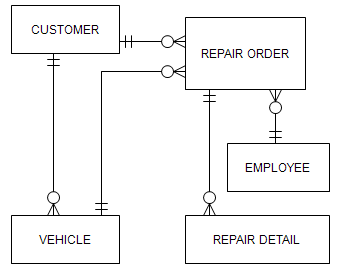 CUSTOMER
REPAIR ORDER
EMPLOYEE
VEHICLE
REPAIR DETAIL